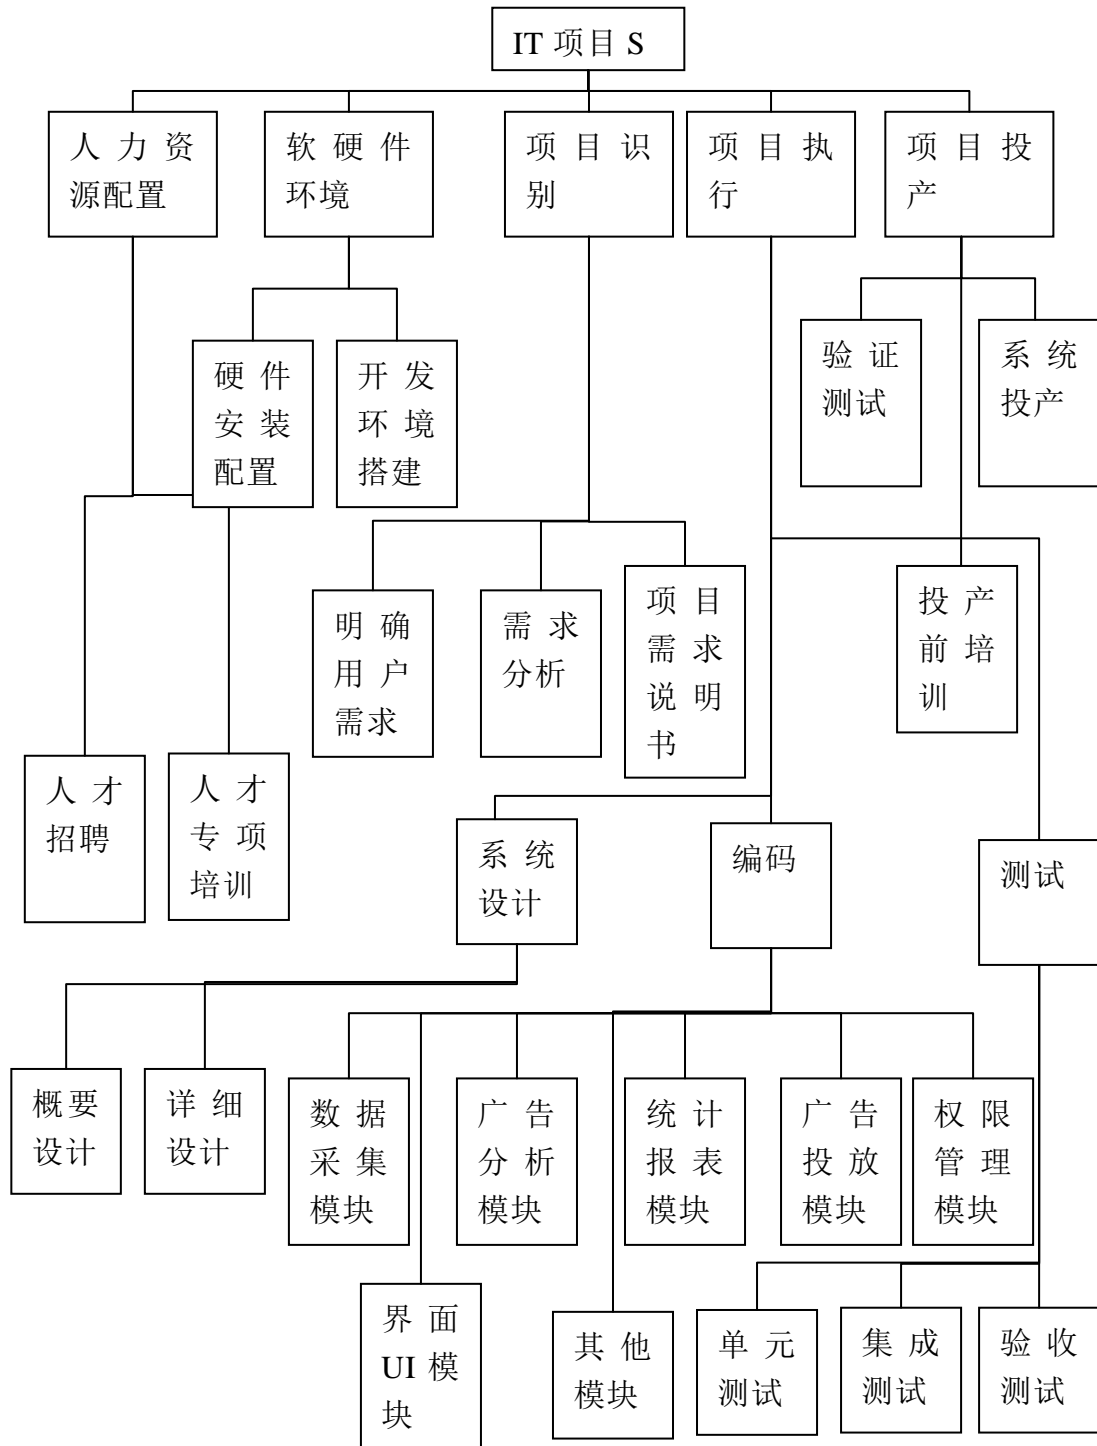 IT 项目 S
人力资
源配置
软硬件
环境
项目识
别
项目执
行
项目投
产
验证
测试
系统
投产
硬件
安装
配置
开发
环境
搭建
明确
用户
需求
需求
分析
项目
需求
说明
书
投产
前培
训
人才
招聘
人才
专项
培训
系统
设计
编码
测试
概要
设计
详细
设计
数据
采集
模块
广告
分析
模块
统计
报表
模块
广告
投放
模块
权限
管理
模块
界面
UI 模
块
其他
模块
单元
测试
集成
测试
验收
测试